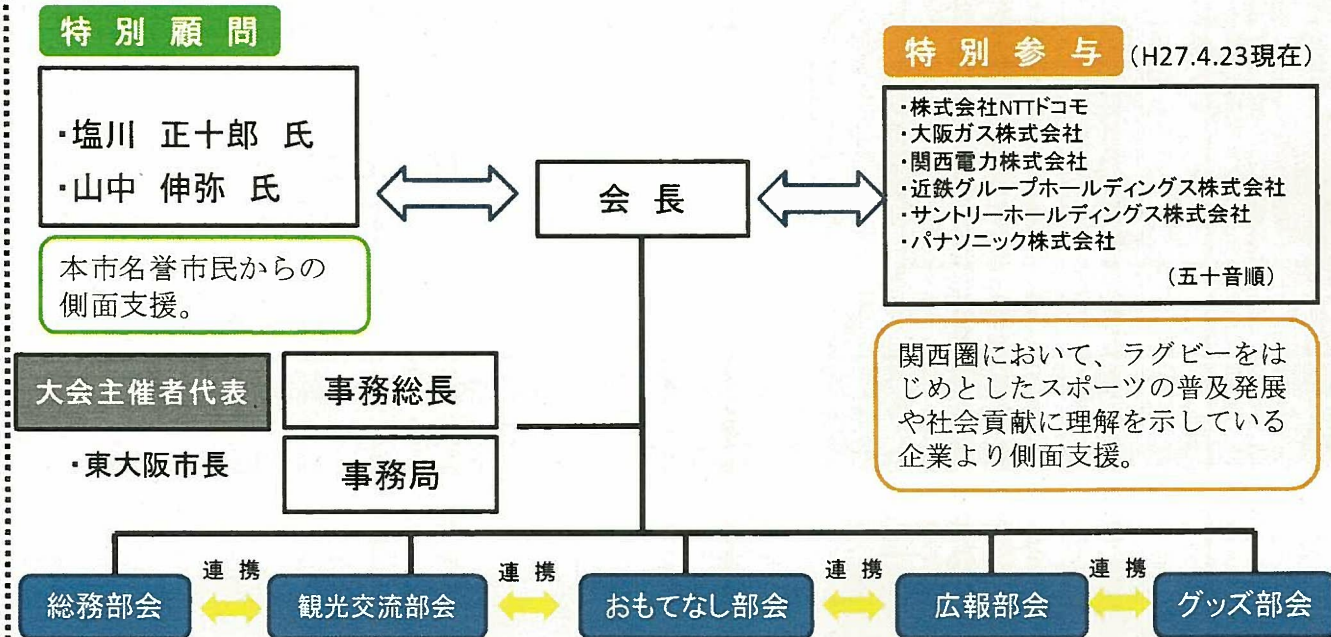 特別顧問
・塩川 正十郎 氏
・山中 伸弥 氏
本市名誉市民からの
側面支援。
会長
特別参与 (H27.4.23現在)
・株式会社NTTドコモ
・大阪ガス株式会社
・関西電力株式会社
・近鉄グループホールディングス株式会社
・サントリーホールディングス株式会社
・パナソニック株式会社
(五十音順)
関西圏において、ラグビーをは
じめとしたスポーツの普及発展
や社会貢献に理解を示している
企業より側面支援。
大会主催者代表
・東大阪市長
事務総長
事務局
連携
連携
連携
連携
総務部会
観光交流部会
おもてなし部会
広報部会
グッズ部会